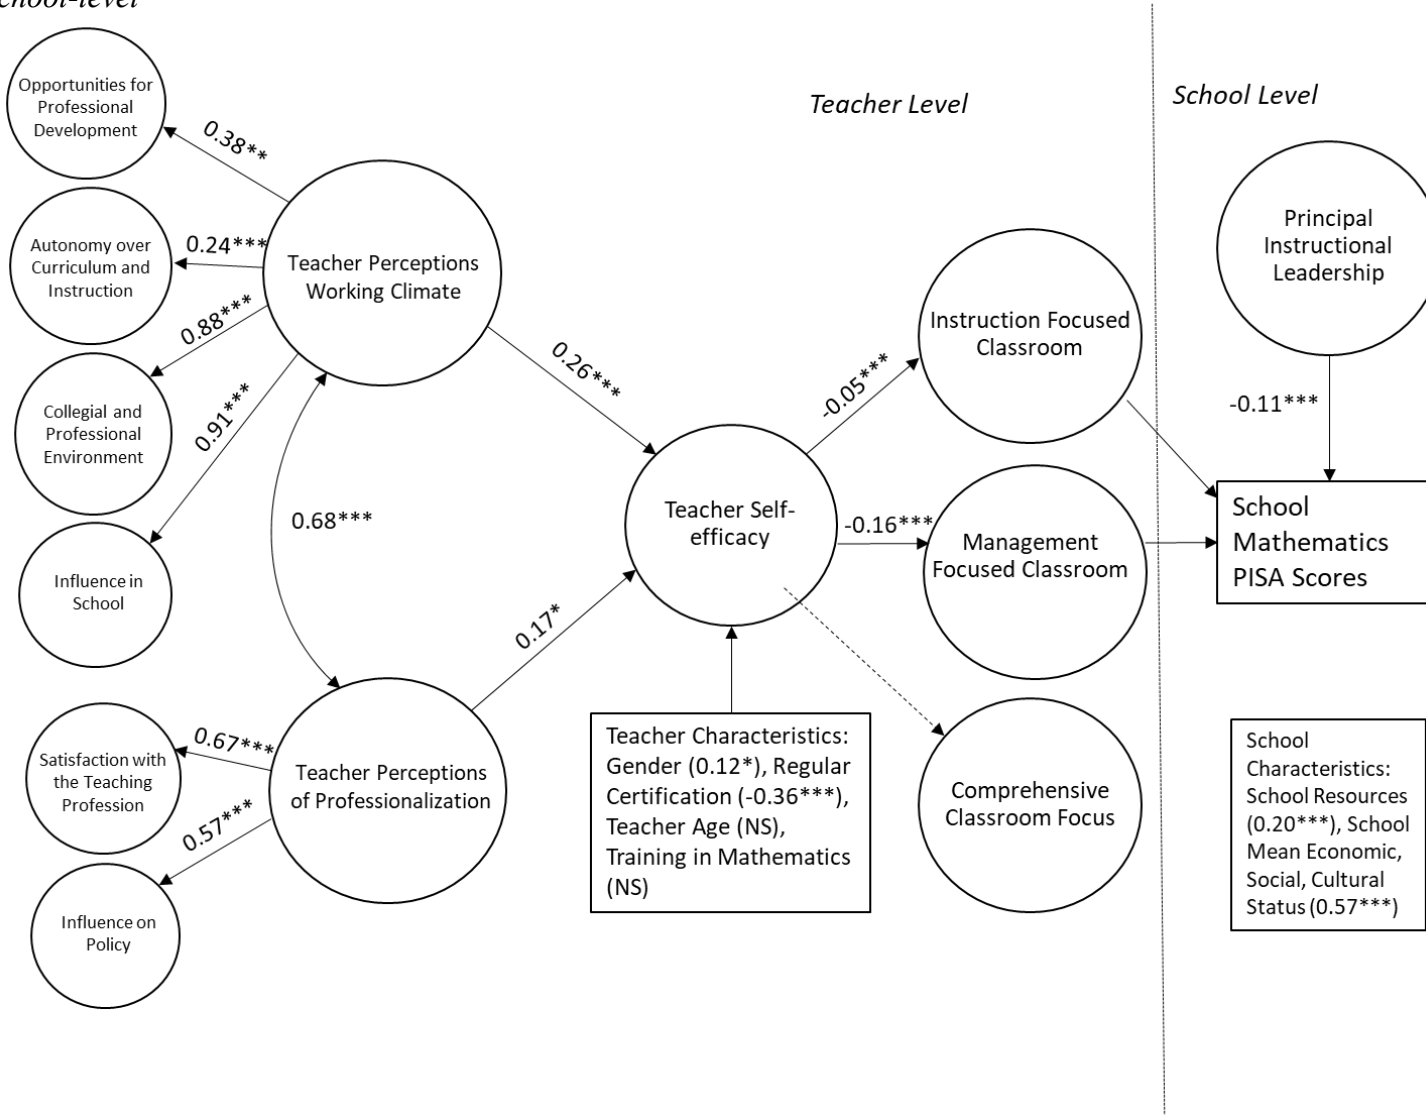 chool-level
Teacher Level
School Level
Opportunities for
Professional
Development
0.38**
Autonomy over
Curriculum and
Instruction
0.24***
Teacher Perceptions
Working Climate
0.88***
Collegial and
Professional
Environment
0.91***
Influence in
School
0.68***
0.26***
Teacher Self-
efficacy
0.17*
-0.05***
Instruction Focused
Classroom
-0.16***
Management
Focused Classroom
Comprehensive
Classroom Focus
Principal
Instructional
Leadership
-0.11***
School
Mathematics
PISA Scores
Satisfaction with
the Teaching
Profession
0.67***
Teacher Perceptions
of Professionalization
0.57***
Influence on
Policy
Teacher Characteristics:
Gender (0.12*), Regular
Certification (-0.36***),
Teacher Age (NS),
Training in Mathematics
(NS)
School
Characteristics:
School Resources
(0.20***), School
Mean Economic,
Social, Cultural
Status (0.57***)